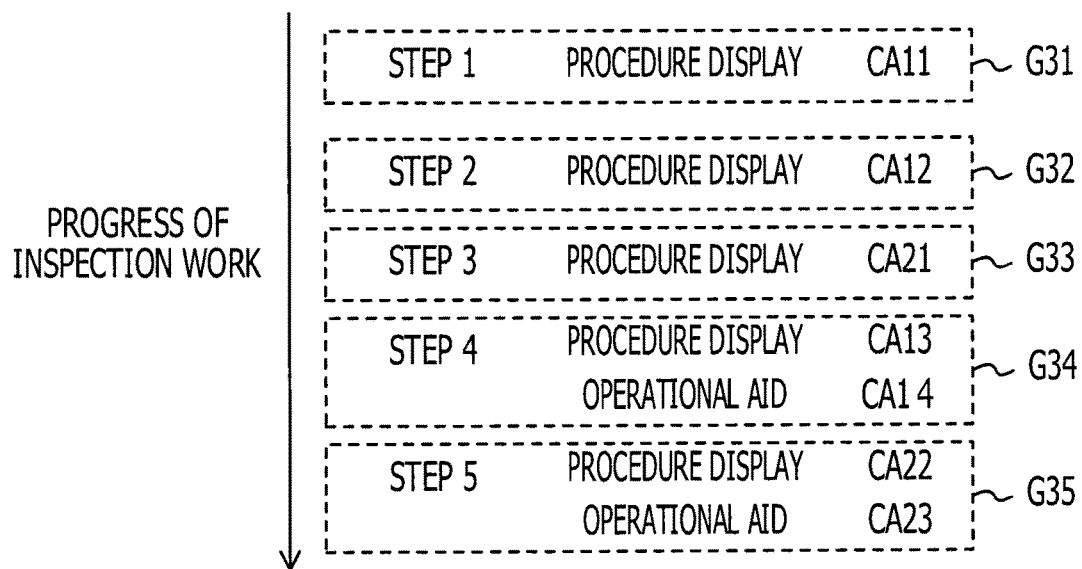 STEP 1 PROCEDURE DISPLAY CA11 G31
STEP 2 PROCEDURE DISPLAY CA12 G32
PROGRESS OF
INSPECTION WORK
STEP 3 PROCEDURE DISPLAY CA21 G33
STEP 4 PROCEDURE DISPLAY CA13 G34
OPERATIONAL AID CA1 4
STEP 5 PROCEDURE DISPLAY CA22 G35
OPERATIONAL AID CA23